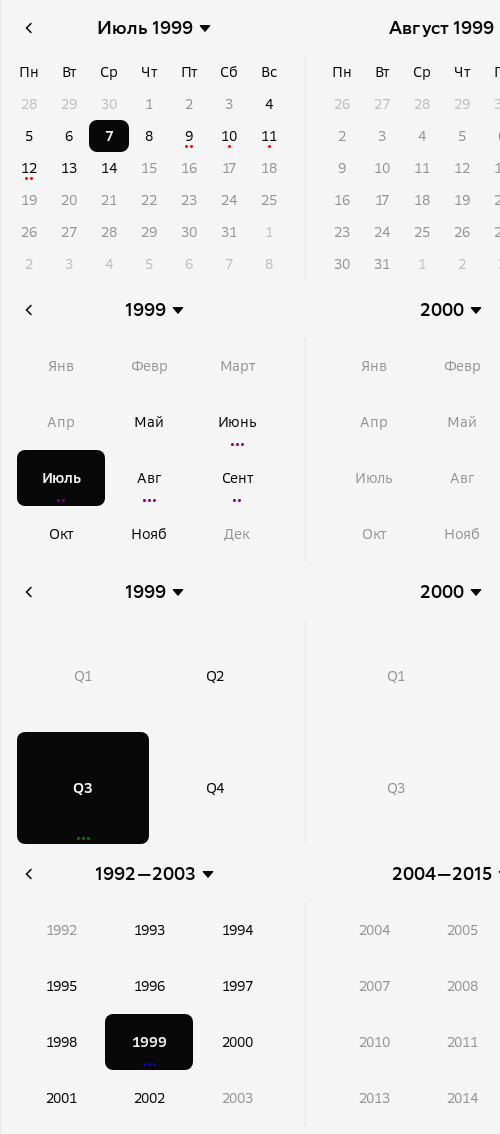 Июль 1999 Август 1999
Пн Вт Ср Чт Пт Сб Вс Пн Вт Ср Чт
28 29 30 1 2 3 4 26 27 28 29
5 6 7 8 9 10 11 2 3 4 5
12 13 14 15 16 17 18 9 10 11 12
19 20 21 22 23 24 25 16 17 18 19
26 27 28 29 30 31 1 23 24 25 26
2 3 4 5 6 7 8 30 31 1 2
1999 2000
Янв Февр Март Янв Февр
Апр Май Июнь Апр Май
Июль Авг Сент Июль Авг
Окт Нояб Дек Окт Нояб
1999 2000
Q1 Q2 Q1
Q3 Q4 Q3
1992—2003 2004—2015
1992 1993 1994 2004 2005
1995 1996 1997 2007 2008
1998 1999 2000 2010 2011
2001 2002 2003 2013 2014